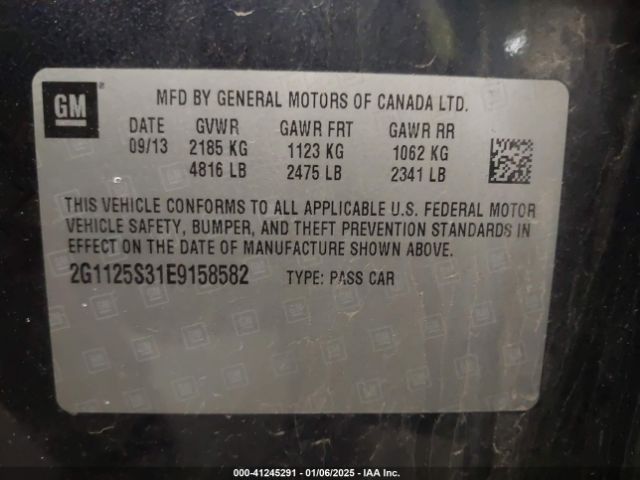 GM
MFD BY GENERAL MOTORS OF CANADA LTD.
DATE GVWR GAWR FRT GAWR RR
09/13 2185 KG 1123 KG 1062 KG
4816 LB 2475 LB 2341 LB
THIS VEHICLE CONFORMS TO ALL APPLICABLE U.S. FEDERAL MOTOR
VEHICLE SAFETY, BUMPER, AND THEFT PREVENTION STANDARDS IN
EFFECT ON THE DATE OF MANUFACTURE SHOWN ABOVE.
2G1125S31E9158582 TYPE: PASS CAR
000-41245291 - 01/06/2025 - IAA Inc.